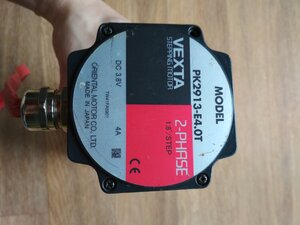 MODEL
PK2913-E4.0T
VEXTA
STEPPING MOTOR
2-PHASE
1.8˚ STEP
DC 3.8V
4A
CE
ORIENTAL MOTOR CO., LTD.
MADE IN JAPAN